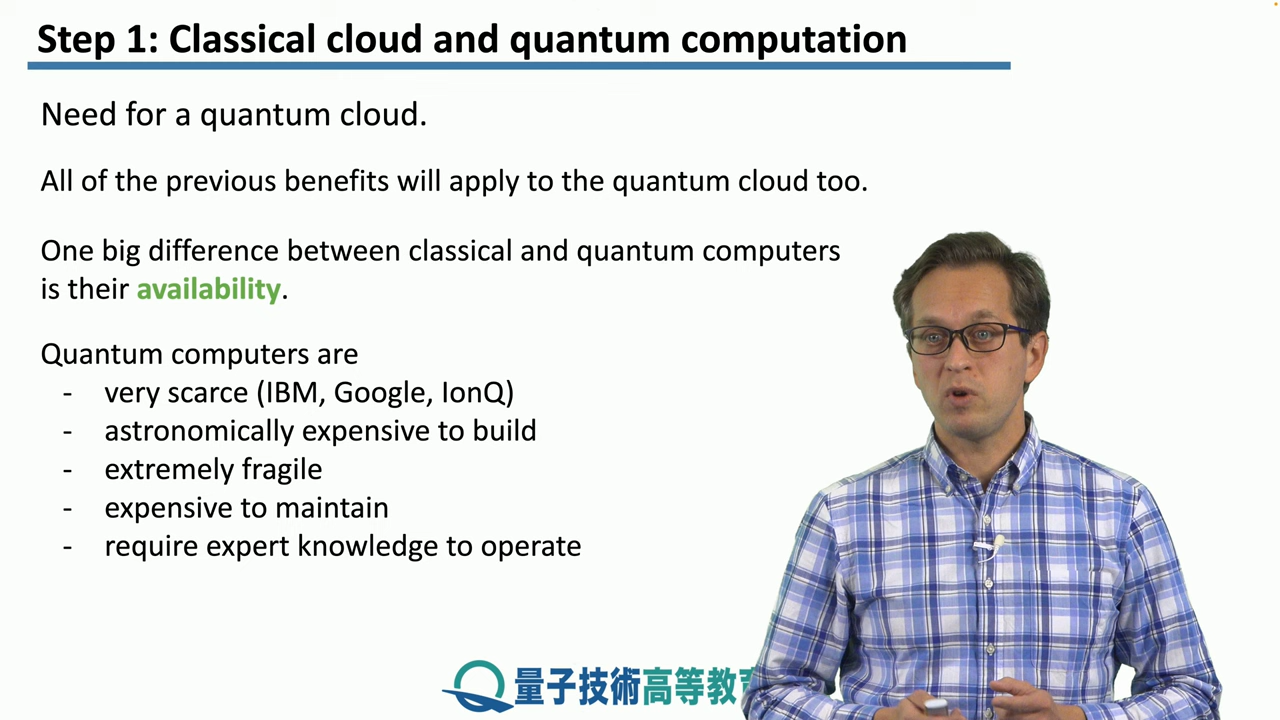 Step 1: Classical cloud and quantum computation
Need for a quantum cloud.
All of the previous benefits will apply to the quantum cloud too.
One big difference between classical and quantum computers
is their availability.
Quantum computers are
- very scarce (IBM, Google, IonQ)
- astronomically expensive to build
- extremely fragile
- expensive to maintain
- require expert knowledge to operate
量子技術高等教育